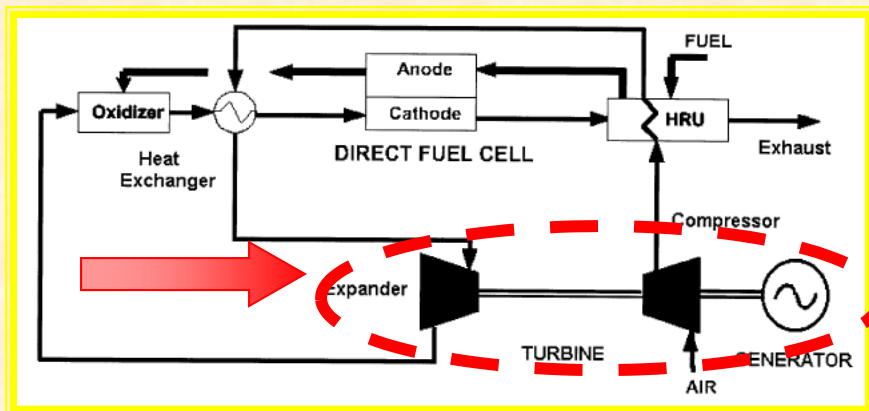 FUEL
Anode
Oxidizer
Cathode
HRU
Heat
Exchanger
DIRECT FUEL CELL
Exhaust
Compressor
Expander
TURBINE
GENERATOR
AIR